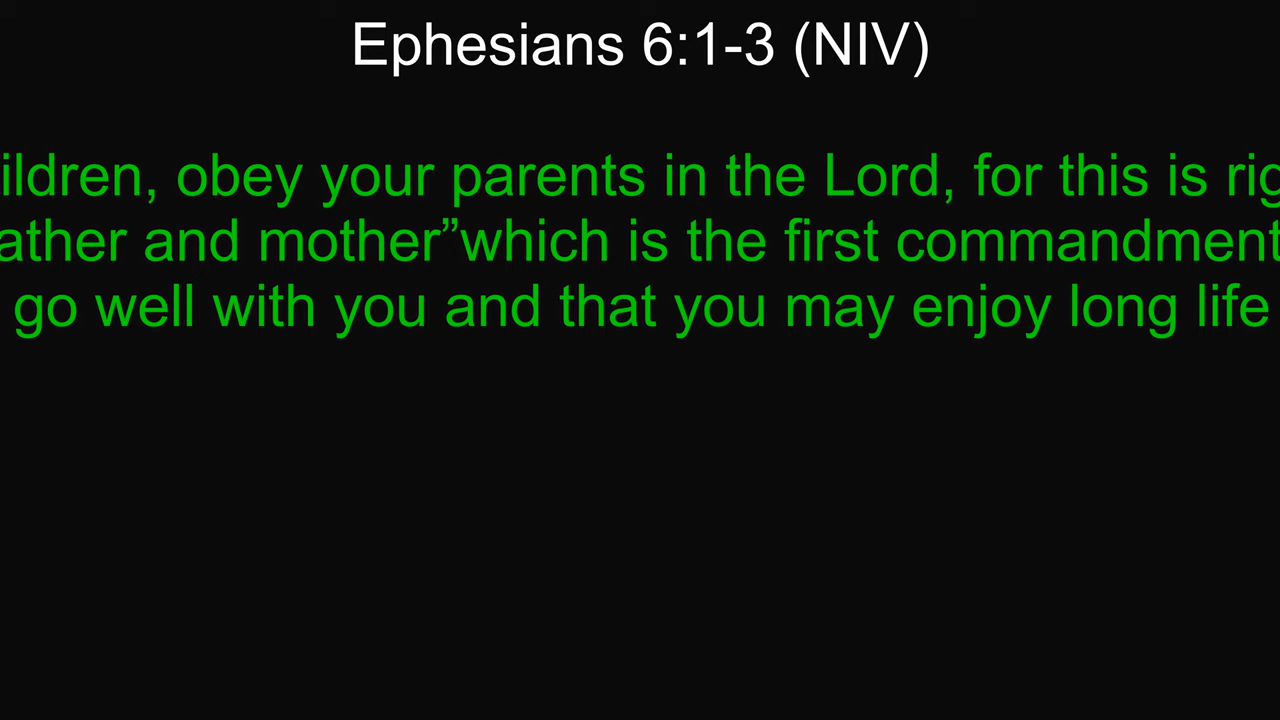 Ephesians 6:1-3 (NIV)
ildren, obey your parents in the Lord, for this is rig
ather and mother”which is the first commandment
go well with you and that you may enjoy long life